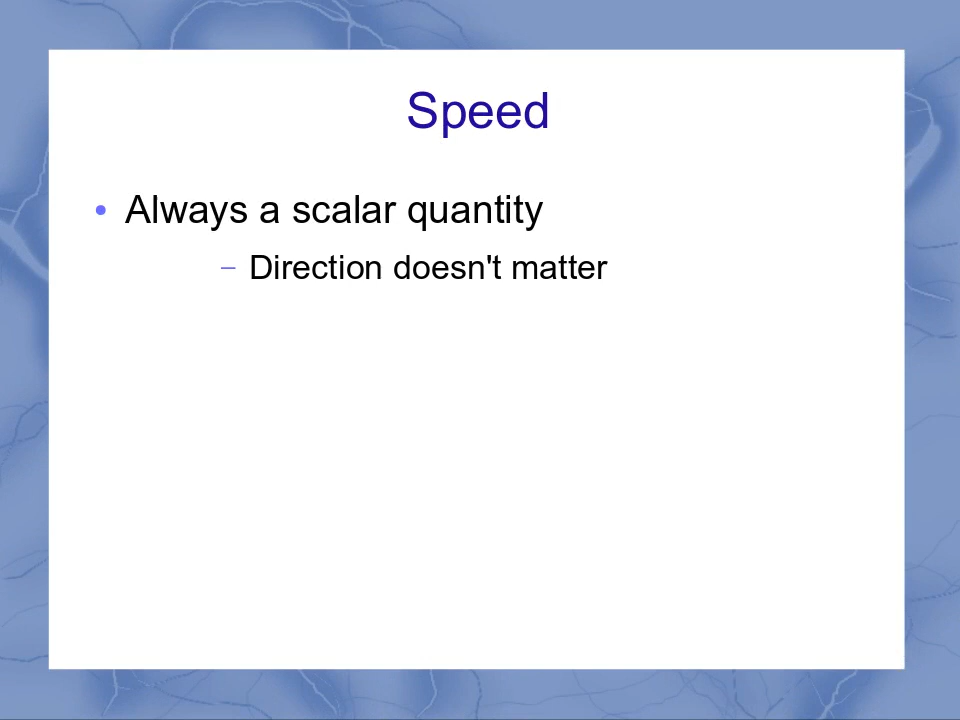 Speed
• Always a scalar quantity
– Direction doesn't matter